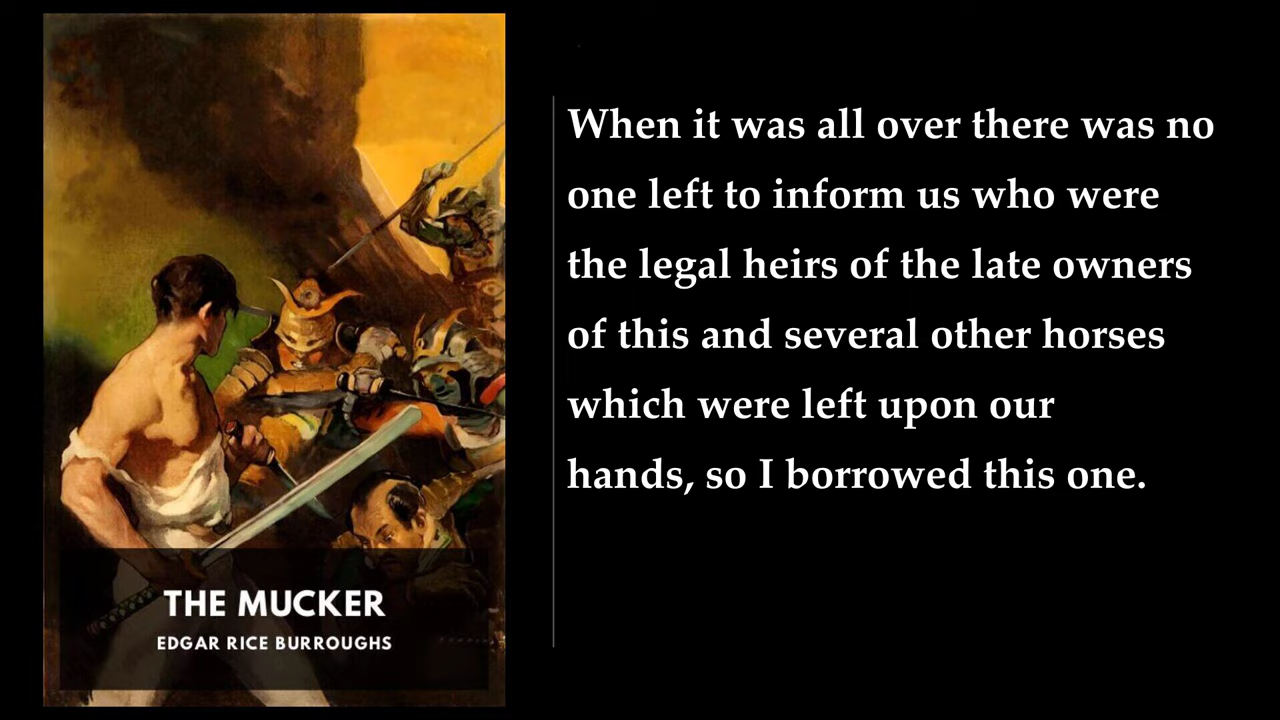 THE MUCKER
EDGAR RICE BURROUGHS
When it was all over there was no
one left to inform us who were
the legal heirs of the late owners
of this and several other horses
which were left upon our
hands, so I borrowed this one.